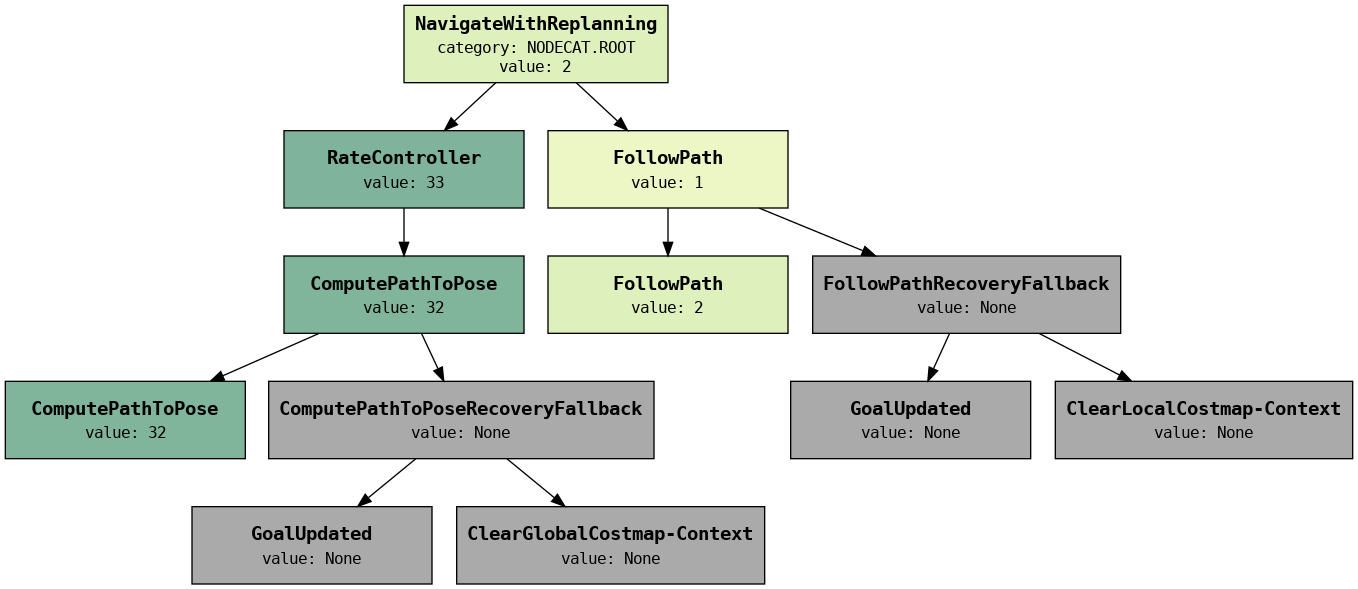 NavigateWithReplanning
category: NODECAT.ROOT
value: 2
RateController
value: 33
FollowPath
value: 1
ComputePathToPose
value: 32
FollowPath
value: 2
FollowPathRecoveryFallback
value: None
ComputePathToPose
value: 32
ComputePathToPoseRecoveryFallback
value: None
GoalUpdated
value: None
ClearLocalCostmap-Context
value: None
GoalUpdated
value: None
ClearGlobalCostmap-Context
value: None